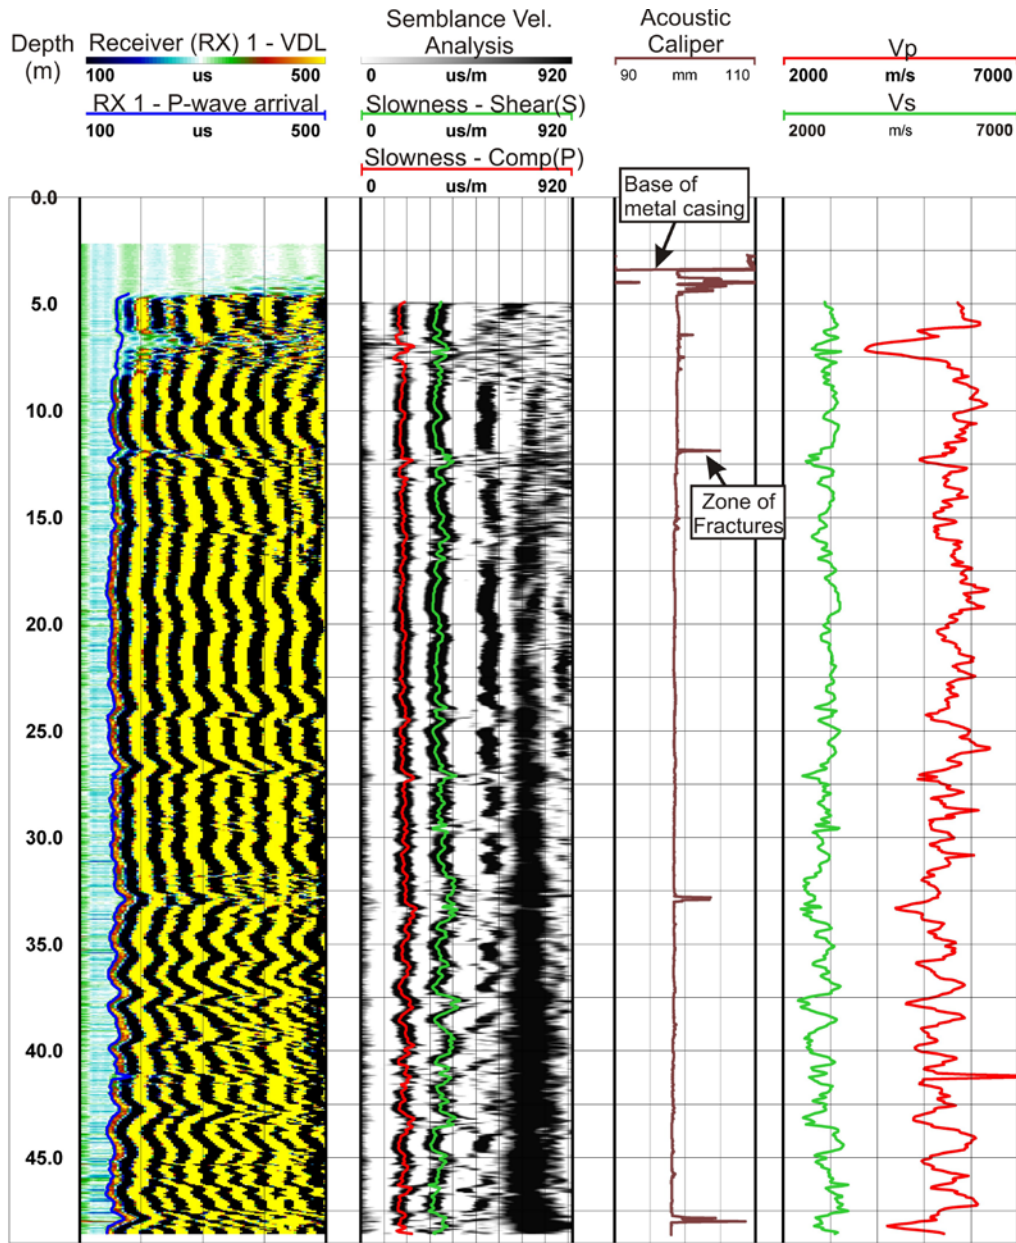 Depth
(m)
Receiver (RX) 1 - VDL
100 us 500
RX 1 - P-wave arrival
100 us 500
Semblance Vel.
Analysis
0 us/m 920
Slowness - Shear(S)
0 us/m 920
Slowness - Comp(P)
0 us/m 920
Acoustic
Caliper
90 mm 110
Vp
2000 m/s 7000
Vs
2000 m/s 7000
Base of
metal casing
Zone of
Fractures
0.0
5.0
10.0
15.0
20.0
25.0
30.0
35.0
40.0
45.0